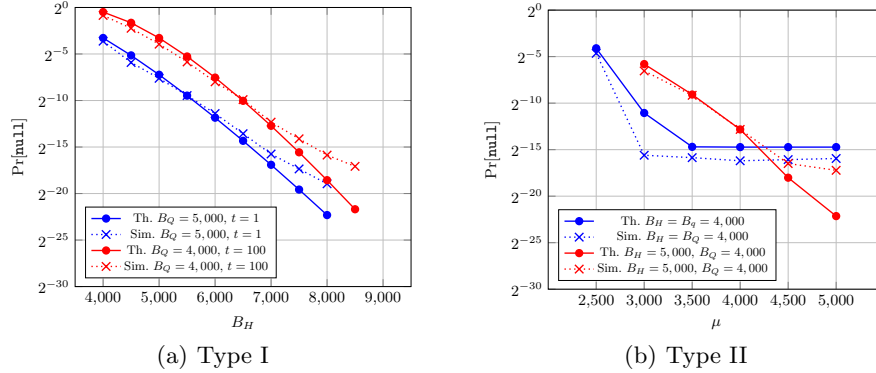 2^0
2^-5
2^-10
2^-15
2^-20
2^-25
2^-30
Pr[null]
Th. B_Q = 5,000, t = 1
Sim. B_Q = 5,000, t = 1
Th. B_Q = 4,000, t = 100
Sim. B_Q = 4,000, t = 100
4,000 5,000 6,000 7,000 8,000 9,000
B_H
(a) Type I
2^0
2^-5
2^-10
2^-15
2^-20
2^-25
2^-30
Pr[null]
Th. B_H = B_q = 4,000
Sim. B_H = B_Q = 4,000
Th. B_H = 5,000, B_Q = 4,000
Sim. B_H = 5,000, B_Q = 4,000
2,500 3,000 3,500 4,000 4,500 5,000
μ
(b) Type II